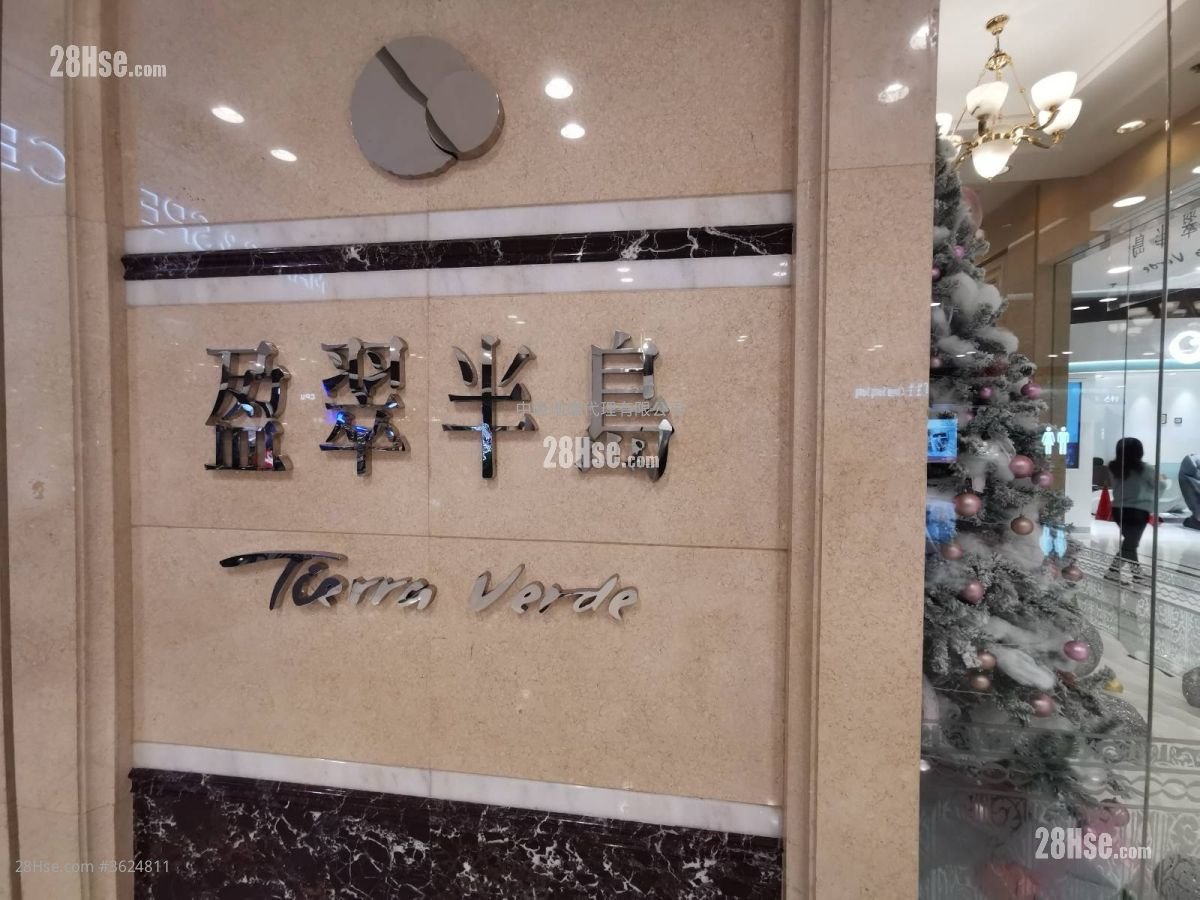 28Hse.com
盈翠半島
28Hse.com
Tierra Verde
28Hse.com
28Hse.com #3624811